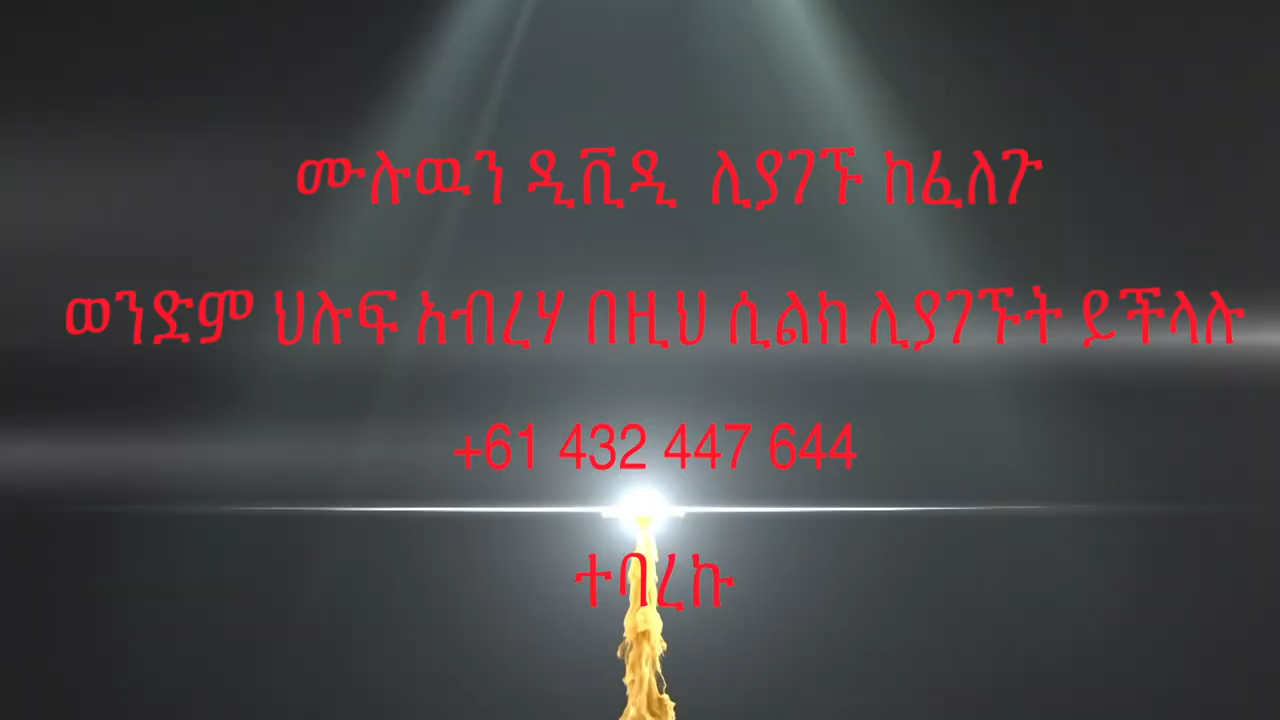 ሙሉዉን ዲቪዲ ሊያገኙ ከፈለጉ
ወንድም ህሉፍ አብረሃ በዚህ ሲልክ ሊያገኙት ይችላሉ
+61 432 447 644
ተባረኩ